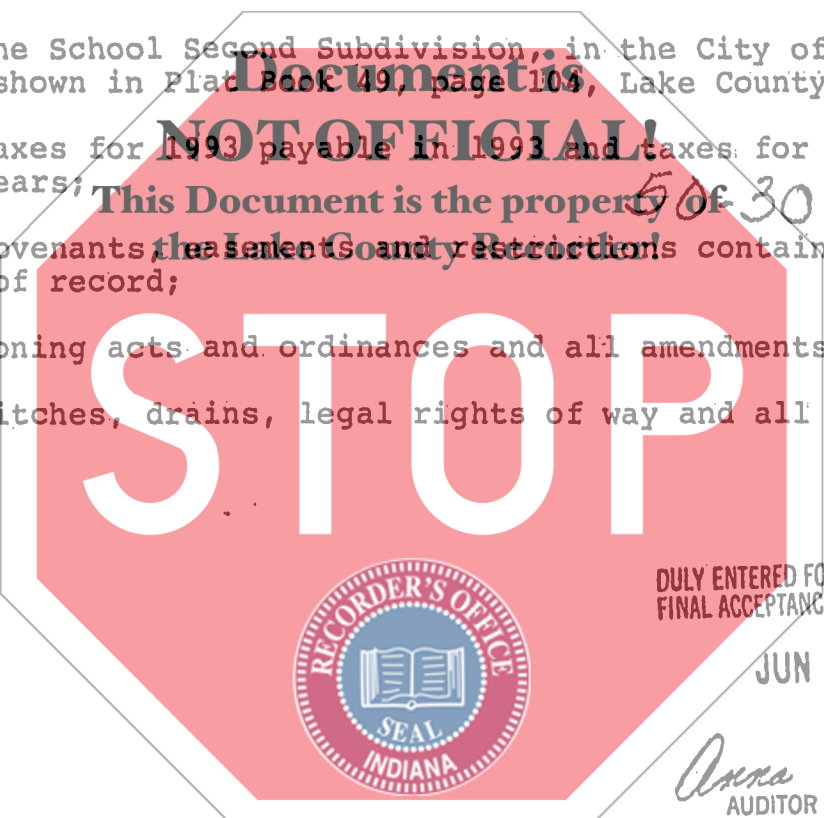 ne School Second Subdivision, in the City of
Document is
shown in Plat Book 49, page 104, Lake County
NOT OFFICIAL!
axes for 1993 payable in 1993 and taxes for
ears;
This Document is the property of
50-30
the Lake County Recorder!
ovenants, easements and restrictions contain
of record;
oning acts and ordinances and all amendments
itches, drains, legal rights of way and all
STOP
DULY ENTERED FO
FINAL ACCEPTANC
RECORDER'S OFFICE
JUN
SEAL
INDIANA
Anna
AUDITOR